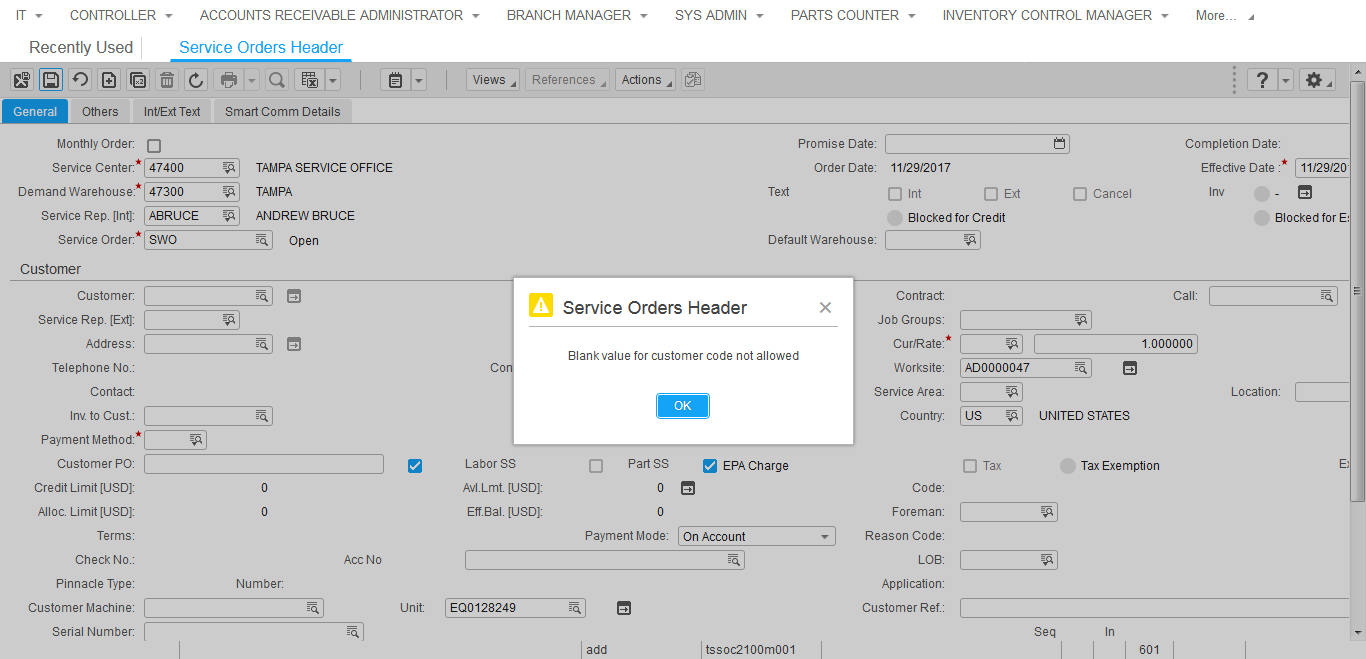 IT CONTROLLER ACCOUNTS RECEIVABLE ADMINISTRATOR BRANCH MANAGER SYS ADMIN PARTS COUNTER INVENTORY CONTROL MANAGER More...
Recently Used Service Orders Header
Views References Actions ?
General Others Int/Ext Text Smart Comm Details
Monthly Order: Promise Date: Completion Date:
Service Center:* 47400 TAMPA SERVICE OFFICE Order Date: 11/29/2017 Effective Date :* 11/29/20
Demand Warehouse:* 47300 TAMPA Text Int Ext Cancel Inv -
Service Rep. [Int]: ABRUCE ANDREW BRUCE Blocked for Credit Blocked for E
Service Order:* SWO Open Default Warehouse:
Customer
Customer: Contract: Call:
Service Rep. [Ext]: Job Groups:
Address: Cur/Rate:* 1.000000
Telephone No.: Con Worksite: AD0000047
Contact: Service Area: Location:
Inv. to Cust.: Country: US UNITED STATES
Payment Method:*
Customer PO: Labor SS Part SS EPA Charge Tax Tax Exemption E
Credit Limit [USD]: 0 Avl.Lmt. [USD]: 0 Code:
Alloc. Limit [USD]: 0 Eff.Bal. [USD]: 0 Foreman:
Terms: Payment Mode: On Account Reason Code:
Check No.: Acc No LOB:
Pinnacle Type: Number: Application:
Customer Machine: Unit: EQ0128249 Customer Ref.:
Serial Number: Seq In
add tssoc2100m001 601
Service Orders Header
Blank value for customer code not allowed
OK